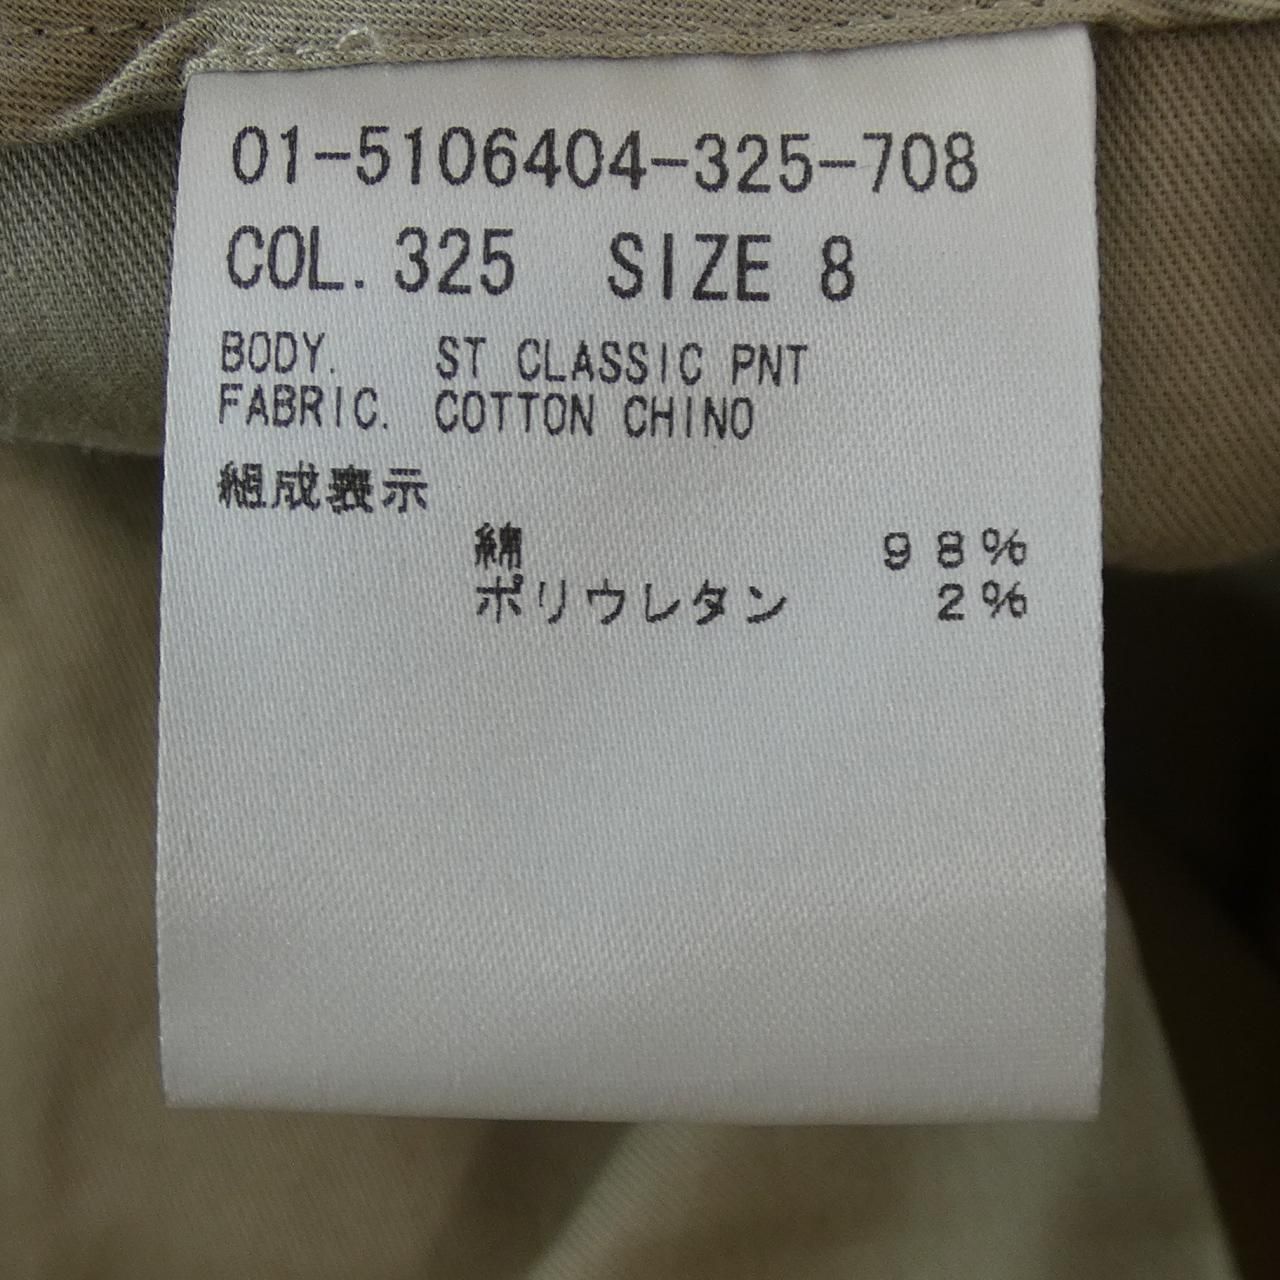 01-5106404-325-708
COL. 325 SIZE 8
BODY. ST CLASSIC PNT
FABRIC. COTTON CHINO
組成表示
綿 98%
ポリウレタン 2%